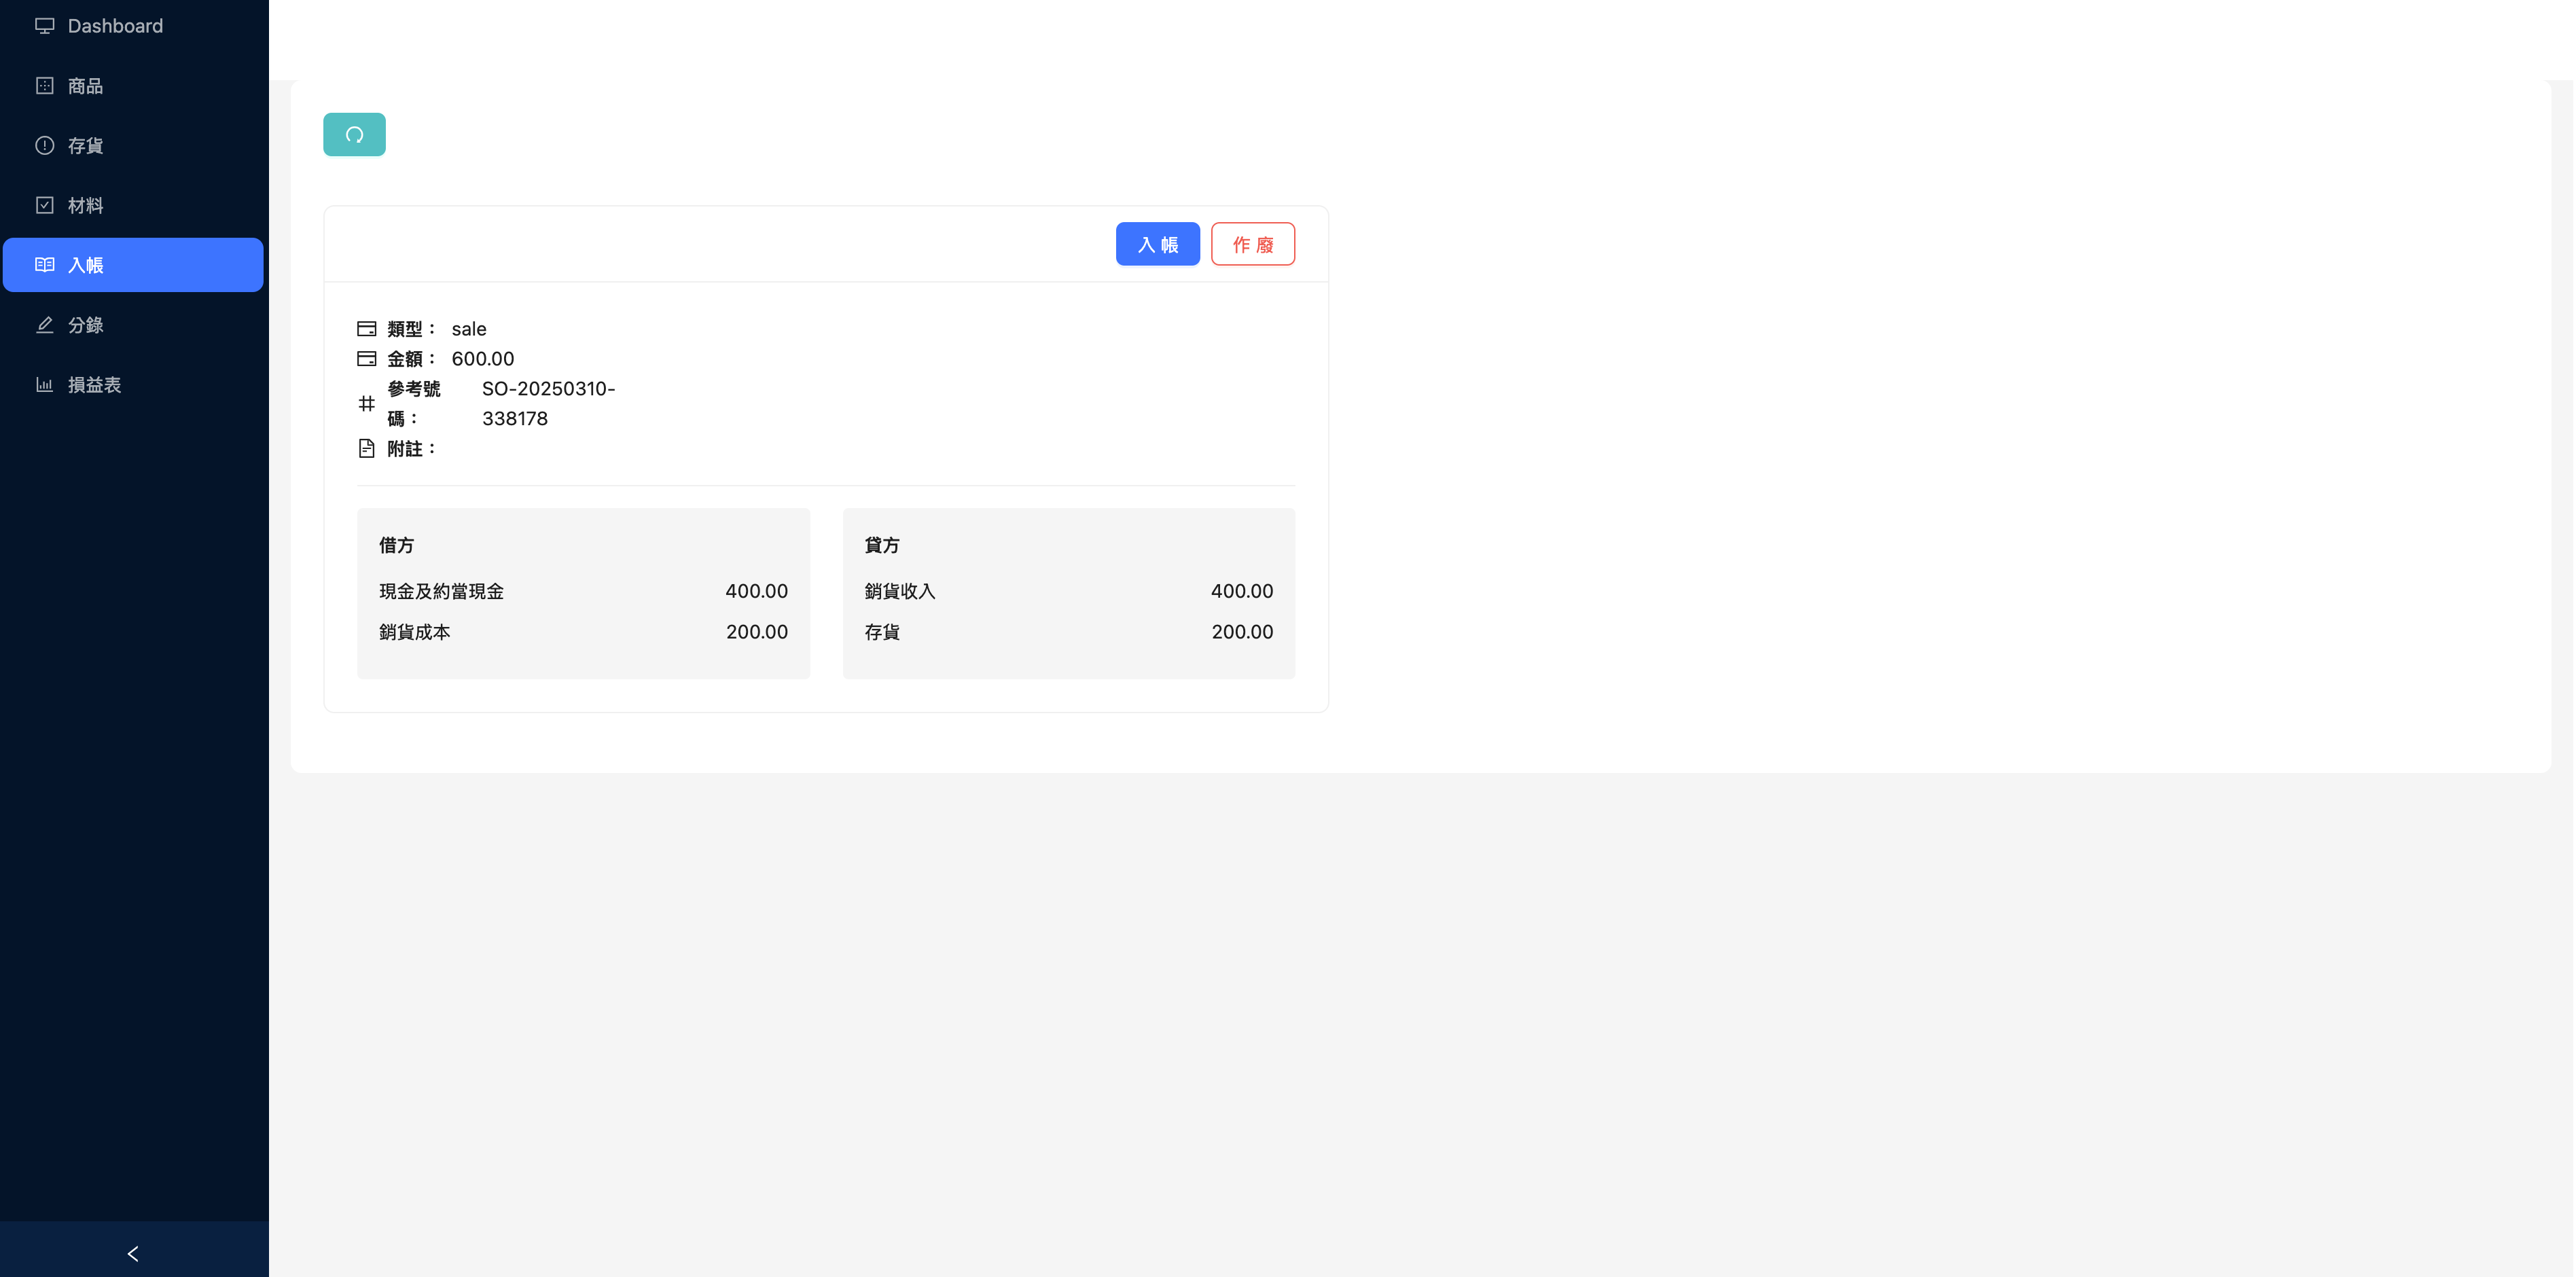 Dashboard
商品
存貨
材料
入帳
分錄
損益表
入帳 作廢
類型： sale
金額： 600.00
參考號 SO-20250310-
碼： 338178
附註：
借方
現金及約當現金 400.00
銷貨成本 200.00
貸方
銷貨收入 400.00
存貨 200.00